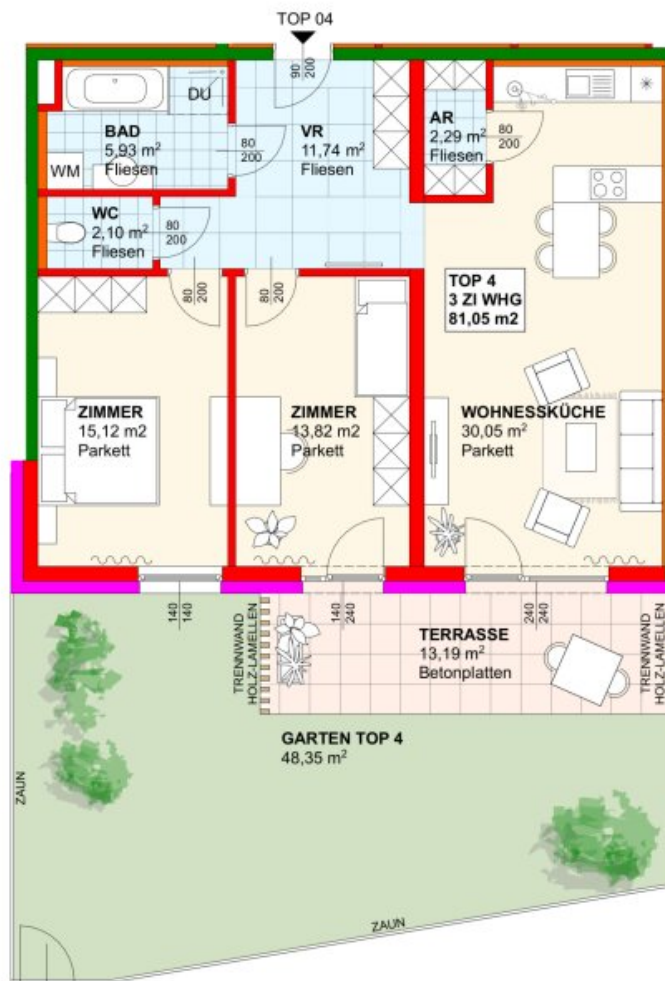 TOP 04
90
200
DU
BAD
5,93 m²
Fliesen
WM
80
200
VR
11,74 m²
Fliesen
AR
2,29 m²
Fliesen
80
200
WC
2,10 m²
Fliesen
80
200
80
200
80
200
TOP 4
3 ZI WHG
81,05 m2
ZIMMER
15,12 m2
Parkett
ZIMMER
13,82 m2
Parkett
WOHNESSKÜCHE
30,05 m²
Parkett
140
140
140
240
240
240
TRENNWAND
HOLZ-LAMELLEN
TERRASSE
13,19 m²
Betonplatten
TRENNWAND
HOLZ-LAMELLEN
GARTEN TOP 4
48,35 m²
ZAUN
ZAUN